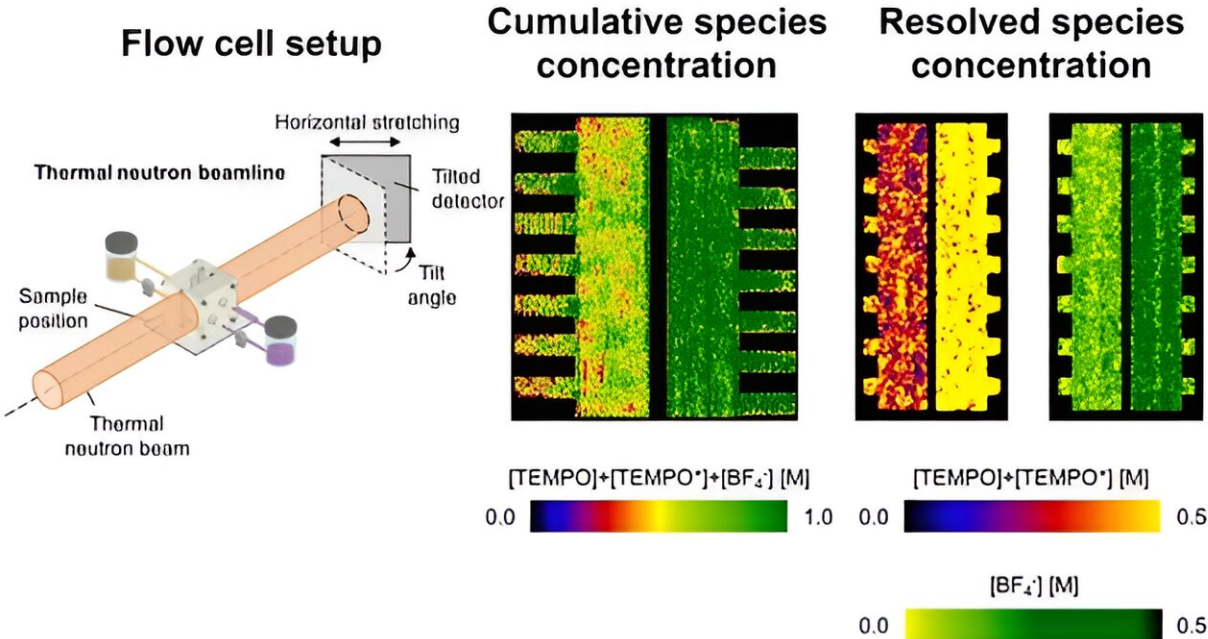 Flow cell setup
Cumulative species
concentration
Resolved species
concentration
Horizontal stretching
Thermal neutron beamline
Tilted
detector
Tilt
angle
Sample
position
Thermal
neutron beam
[TEMPO]+[TEMPO•]+[BF₄⁻] [M]
0.0 1.0
[TEMPO]+[TEMPO•] [M]
0.0 0.5
[BF₄⁻] [M]
0.0 0.5